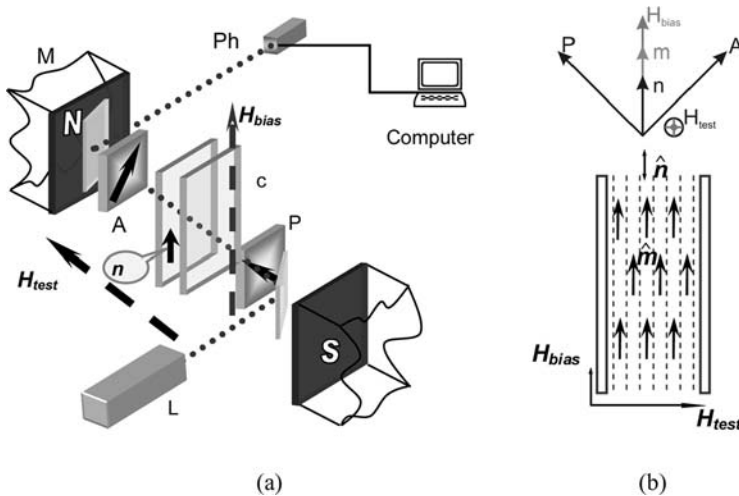 M
Ph
N
H_bias
Computer
c
A
P
n
H_test
S
L
(a)
H_bias
P
m
A
n
H_test
n̂
m̂
H_bias
H_test
(b)